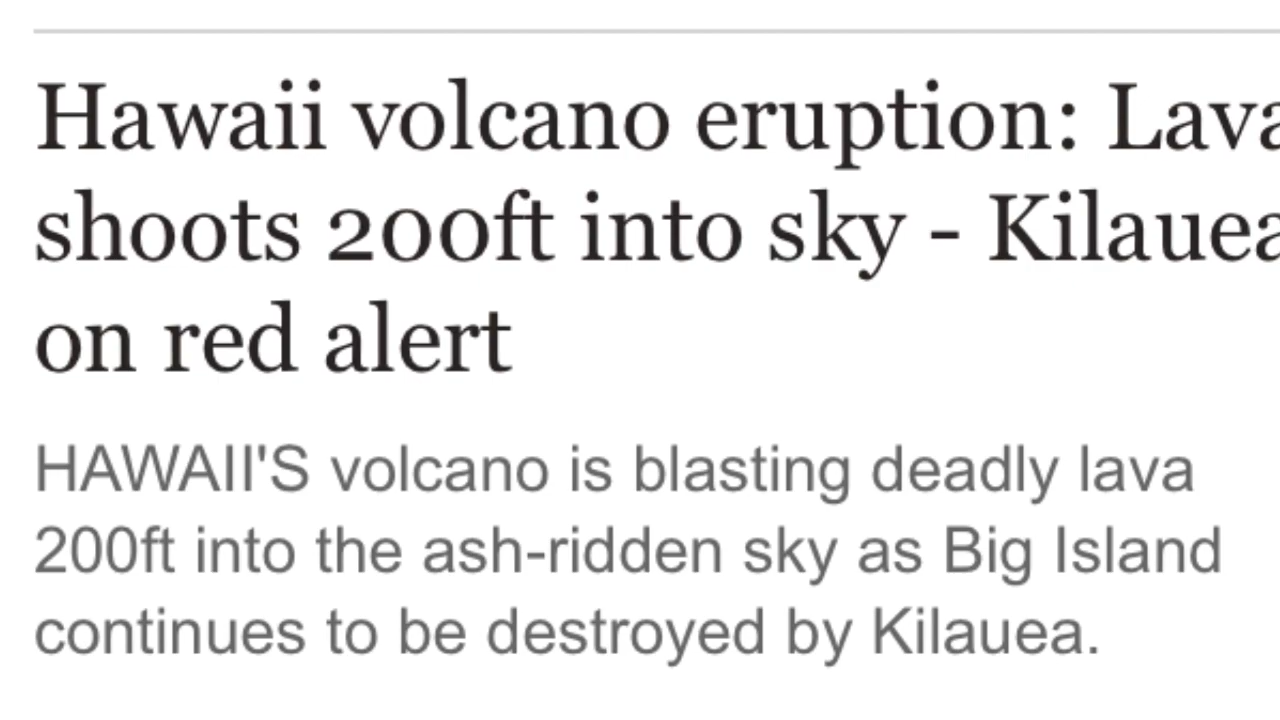 Hawaii volcano eruption: Lava
shoots 200ft into sky - Kilauea
on red alert
HAWAII'S volcano is blasting deadly lava
200ft into the ash-ridden sky as Big Island
continues to be destroyed by Kilauea.